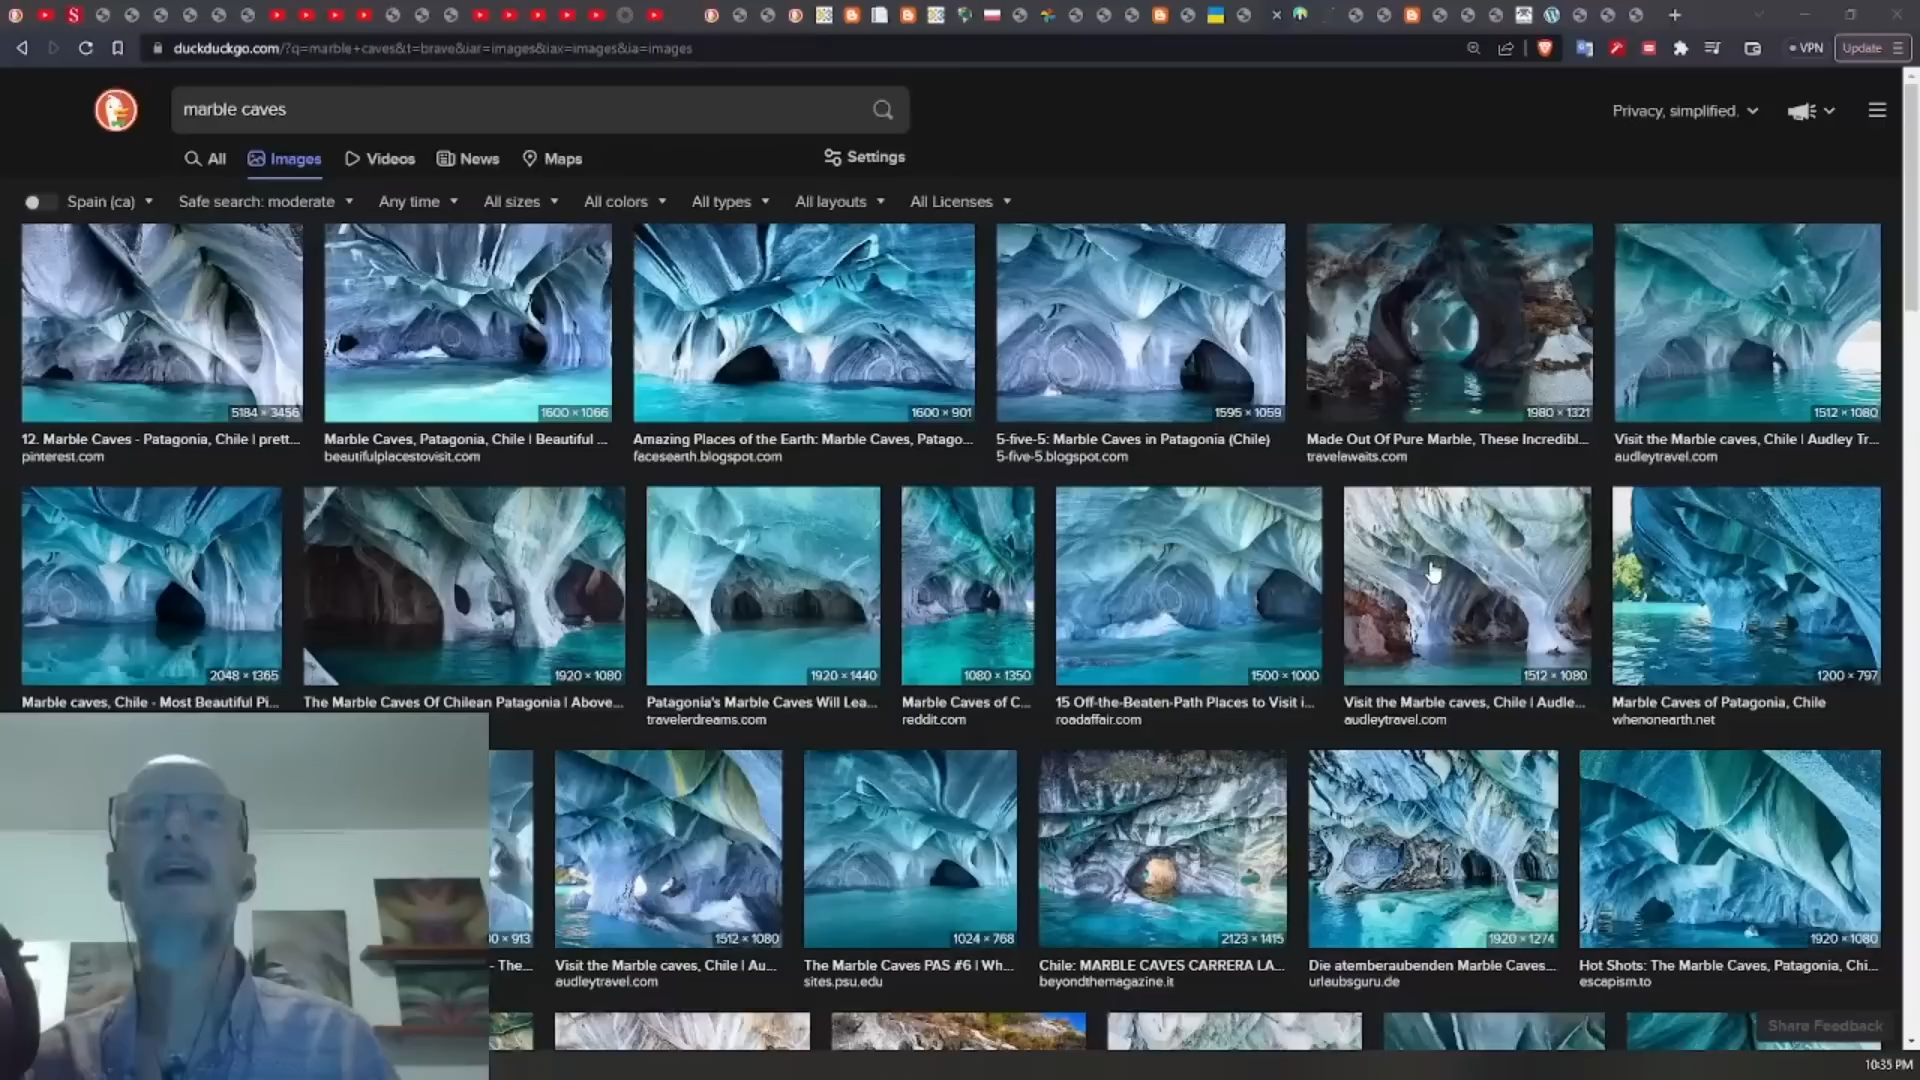 duckduckgo.com/?q=marble+caves&t=brave&iar=images&iax=images&ia=images
VPN
Update
marble caves
Privacy, simplified.
All
Images
Videos
News
Maps
Settings
Spain (ca)
Safe search: moderate
Any time
All sizes
All colors
All types
All layouts
All Licenses
5184 × 3456
1600 × 1066
1600 × 901
1595 × 1059
1980 × 1321
1512 × 1080
12. Marble Caves - Patagonia, Chile | prett...
Marble Caves, Patagonia, Chile | Beautiful ...
Amazing Places of the Earth: Marble Caves, Patago...
5-five-5: Marble Caves in Patagonia (Chile)
Made Out Of Pure Marble, These Incredibl...
Visit the Marble caves, Chile | Audley Tr...
pinterest.com
beautifulplacestovisit.com
facesearth.blogspot.com
5-five-5.blogspot.com
travelawaits.com
audleytravel.com
2048 × 1365
1920 × 1080
1920 × 1440
1080 × 1350
1500 × 1000
1512 × 1080
1200 × 797
Marble caves, Chile - Most Beautiful Pi...
The Marble Caves Of Chilean Patagonia | Above...
Patagonia's Marble Caves Will Lea...
Marble Caves of C...
15 Off-the-Beaten-Path Places to Visit i...
Visit the Marble caves, Chile | Audle...
Marble Caves of Patagonia, Chile
travelerdreams.com
reddit.com
roadaffair.com
audleytravel.com
whenonearth.net
0 × 913
1512 × 1080
1024 × 768
2123 × 1415
1920 × 1274
1920 × 1080
- The...
Visit the Marble caves, Chile | Au...
The Marble Caves PAS #6 | Wh...
Chile: MARBLE CAVES CARRERA LA...
Die atemberaubenden Marble Caves...
Hot Shots: The Marble Caves, Patagonia, Chi...
audleytravel.com
sites.psu.edu
beyondthemagazine.it
urlaubsguru.de
escapism.to
Share Feedback
10:35 PM